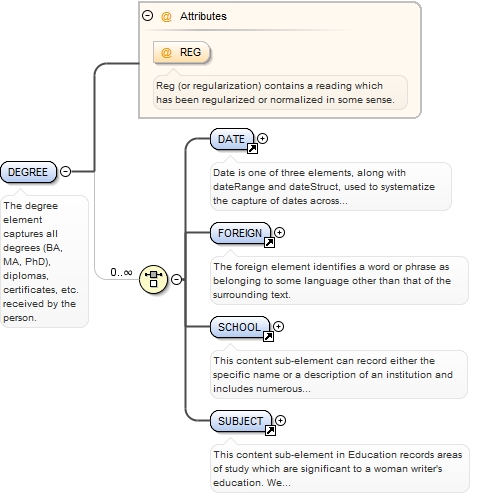 Attributes
REG
Reg (or regularization) contains a reading which
has been regularized or normalized in some sense.
DEGREE
The degree
element
captures all
degrees (BA,
MA, PhD),
diplomas,
certificates, etc.
received by the
person.
0..∞
DATE
Date is one of three elements, along with
dateRange and dateStruct, used to systematize
the capture of dates across...
FOREIGN
The foreign element identifies a word or phrase as
belonging to some language other than that of the
surrounding text.
SCHOOL
This content sub-element can record either the
specific name or a description of an institution and
includes numerous...
SUBJECT
This content sub-element in Education records areas
of study which are significant to a woman writer's
education. We...